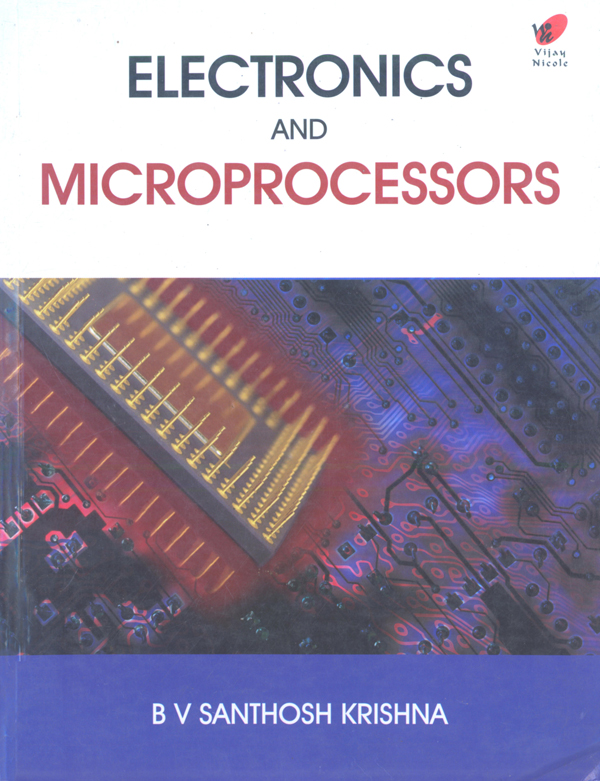 Vijay
Nicole
ELECTRONICS
AND
MICROPROCESSORS
B V SANTHOSH KRISHNA